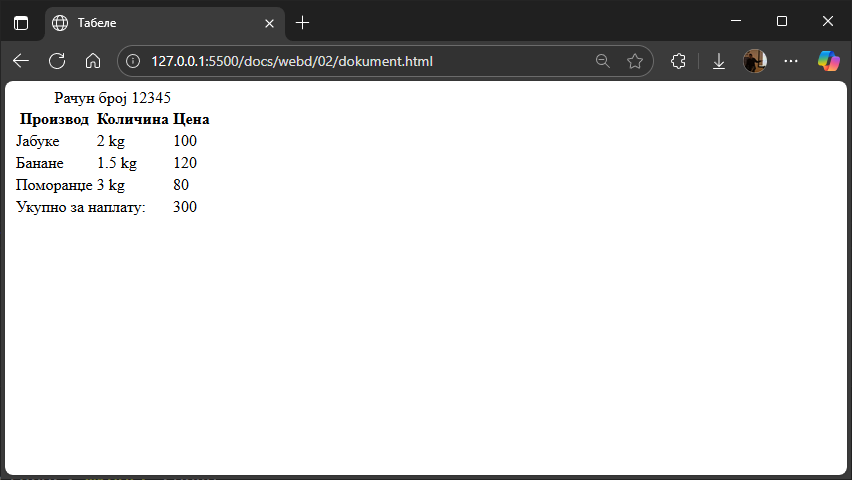 Табеле
127.0.0.1:5500/docs/webd/02/dokument.html
Рачун број 12345
Производ Количина Цена
Јабуке 2 kg 100
Банане 1.5 kg 120
Поморанџе 3 kg 80
Укупно за наплату: 300